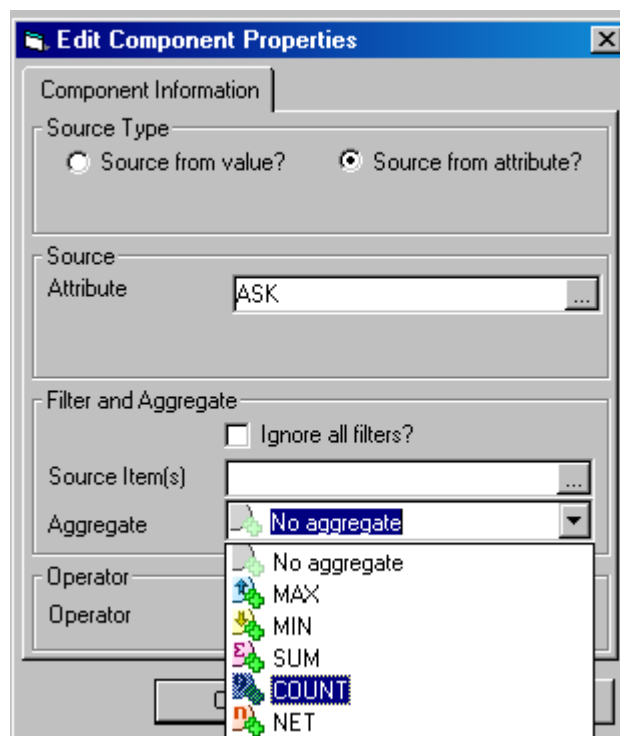 Edit Component Properties
Component Information
Source Type
Source from value? Source from attribute?
Source
Attribute ASK ...
Filter and Aggregate
Ignore all filters?
Source Item(s) ...
Aggregate No aggregate
No aggregate
Operator
MAX
Operator MIN
SUM
COUNT
NET